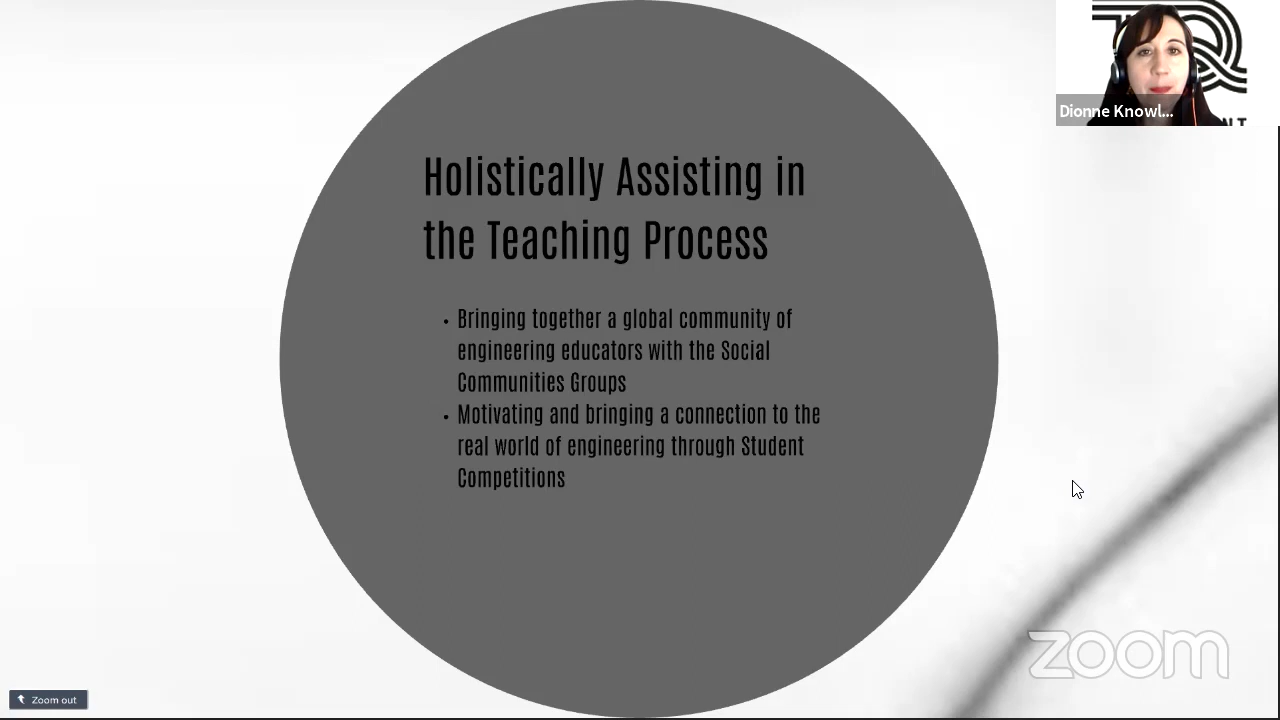 Dionne Knowl...
Holistically Assisting in
the Teaching Process
• Bringing together a global community of
engineering educators with the Social
Communities Groups
• Motivating and bringing a connection to the
real world of engineering through Student
Competitions
zoom
Zoom out